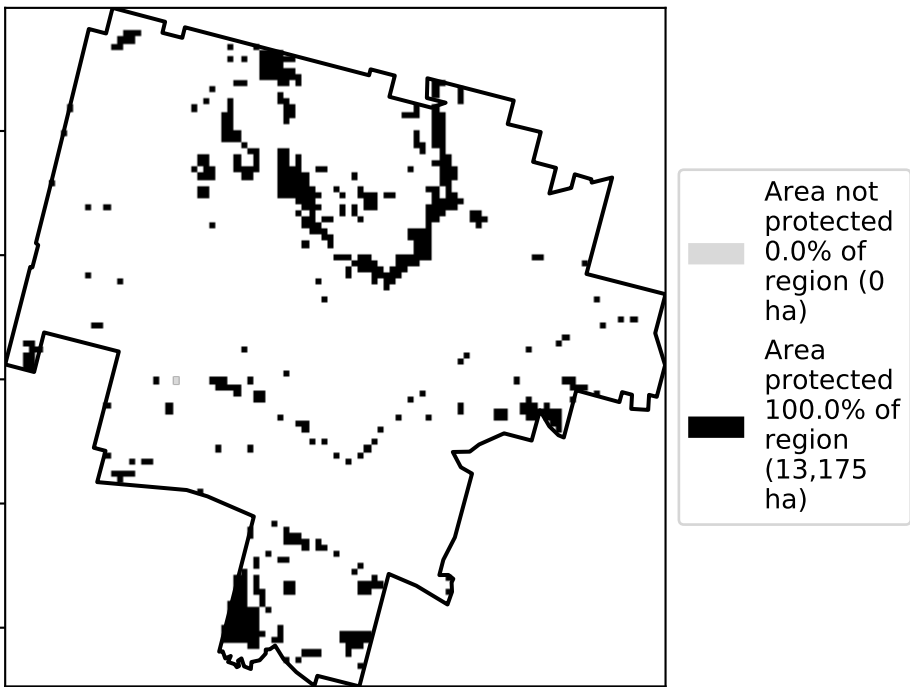 Area not
protected
0.0% of
region (0
ha)
Area
protected
100.0% of
region
(13,175
ha)